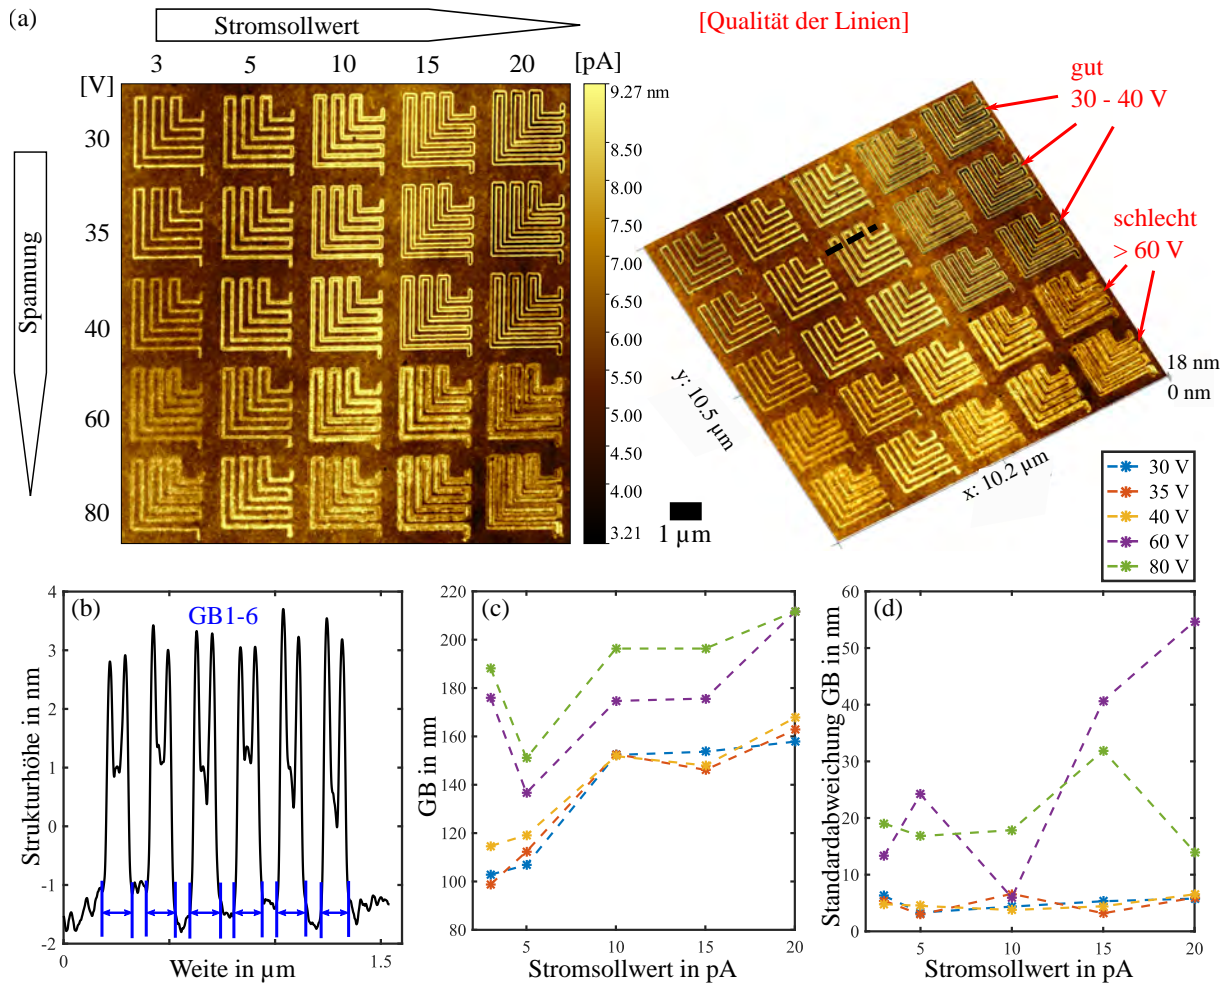 (a)
Stromsollwert
[Qualität der Linien]
3 5 10 15 20 [pA]
[V]
30
35
40
60
80
Spannung
9.27 nm
8.50
8.00
7.50
7.00
6.50
6.00
5.50
5.00
4.50
4.00
3.21
gut
30 - 40 V
schlecht
> 60 V
18 nm
0 nm
y: 10.5 µm
x: 10.2 µm
1 µm
30 V
35 V
40 V
60 V
80 V
(b)
GB1-6
Strukturhöhe in nm
4
3
2
1
0
-1
-2
0 0.5 1 1.5
Weite in µm
(c)
GB in nm
220
200
180
160
140
120
100
80
5 10 15 20
Stromsollwert in pA
(d)
Standardabweichung GB in nm
60
50
40
30
20
10
0
5 10 15 20
Stromsollwert in pA